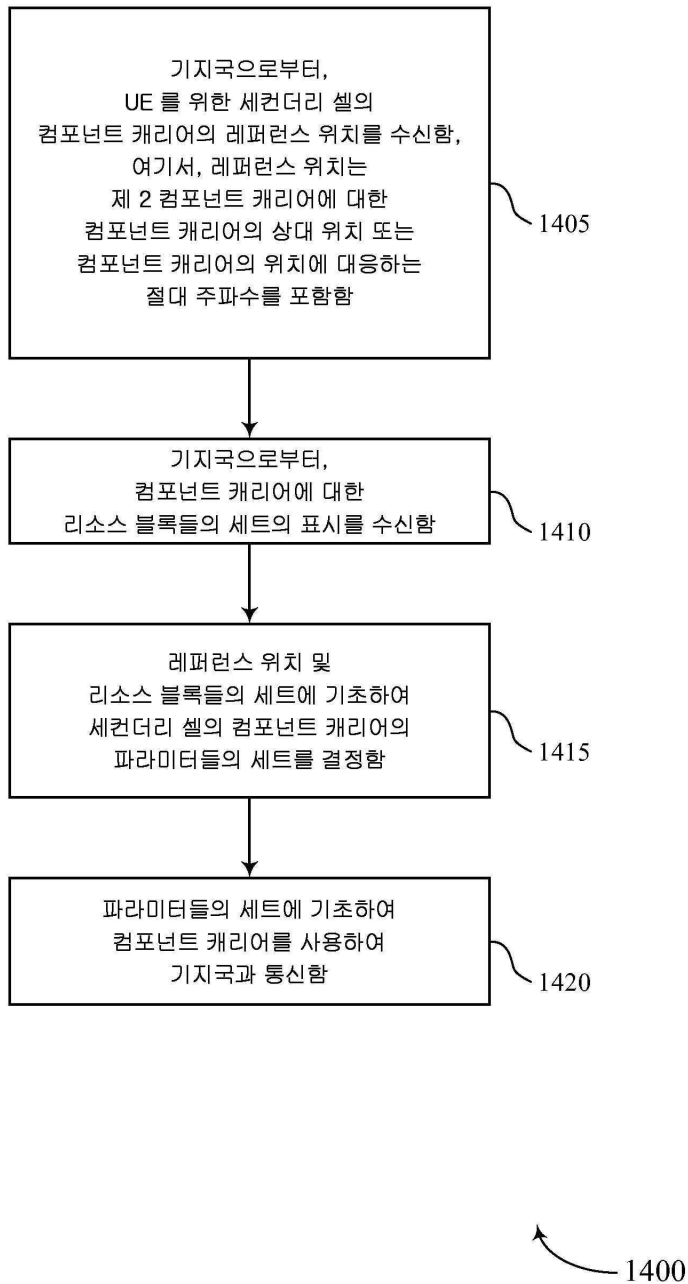 기지국으로부터,
UE 를 위한 세컨더리 셀의
컴포넌트 캐리어의 레퍼런스 위치를 수신함,
여기서, 레퍼런스 위치는
제 2 컴포넌트 캐리어에 대한
컴포넌트 캐리어의 상대 위치 또는
컴포넌트 캐리어의 위치에 대응하는
절대 주파수를 포함함
1405
기지국으로부터,
컴포넌트 캐리어에 대한
리소스 블록들의 세트의 표시를 수신함
1410
레퍼런스 위치 및
리소스 블록들의 세트에 기초하여
세컨더리 셀의 컴포넌트 캐리어의
파라미터들의 세트를 결정함
1415
파라미터들의 세트에 기초하여
컴포넌트 캐리어를 사용하여
기지국과 통신함
1420
1400